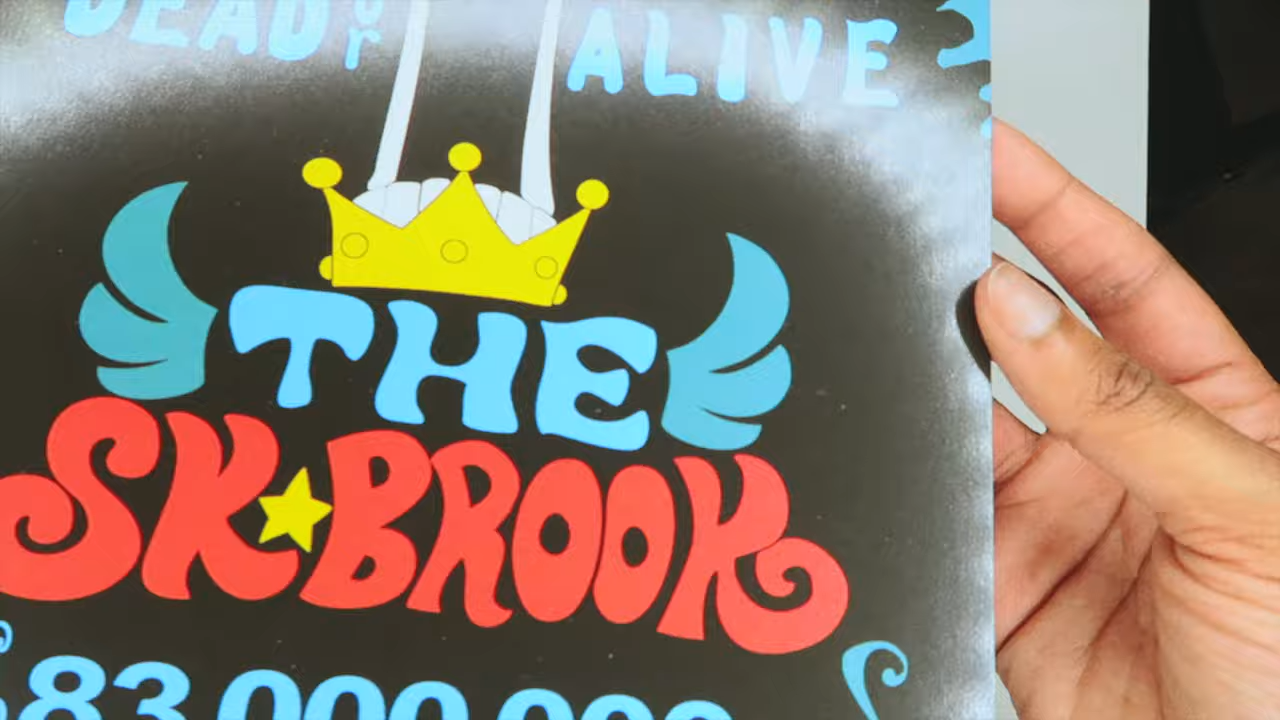 DEAD or ALIVE
THE
SK★BROOK
83,000,000